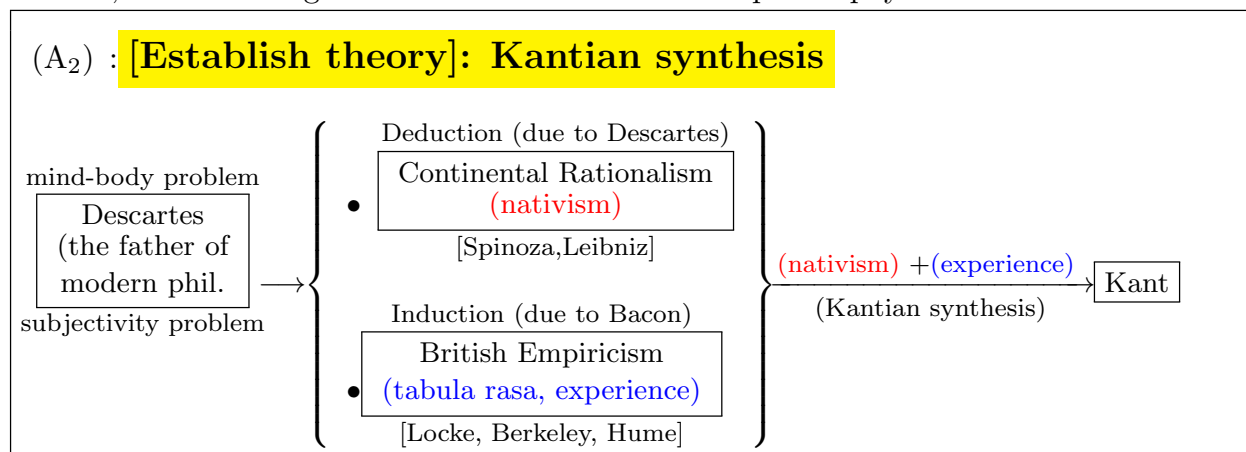 (A₂) : [Establish theory]: Kantian synthesis
mind-body problem
Descartes
(the father of
modern phil.
subjectivity problem
Deduction (due to Descartes)
• Continental Rationalism
(nativism)
[Spinoza,Leibniz]
Induction (due to Bacon)
British Empiricism
• (tabula rasa, experience)
[Locke, Berkeley, Hume]
(nativism) +(experience)
(Kantian synthesis)
Kant